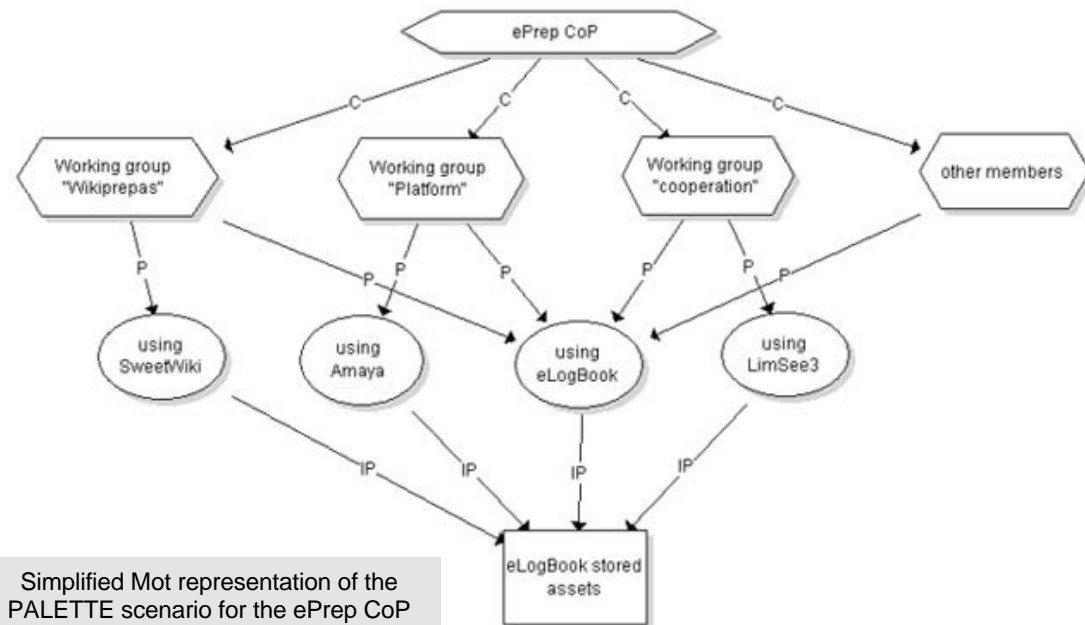 ePrep CoP
C
C
C
C
Working group
"Wikiprepas"
Working group
"Platform"
Working group
"cooperation"
other members
P
P
P
P
P
P
P
using
SweetWiki
using
Amaya
using
eLogBook
using
LimSee3
IP
IP
IP
IP
eLogBook stored
assets
Simplified Mot representation of the
PALETTE scenario for the ePrep CoP